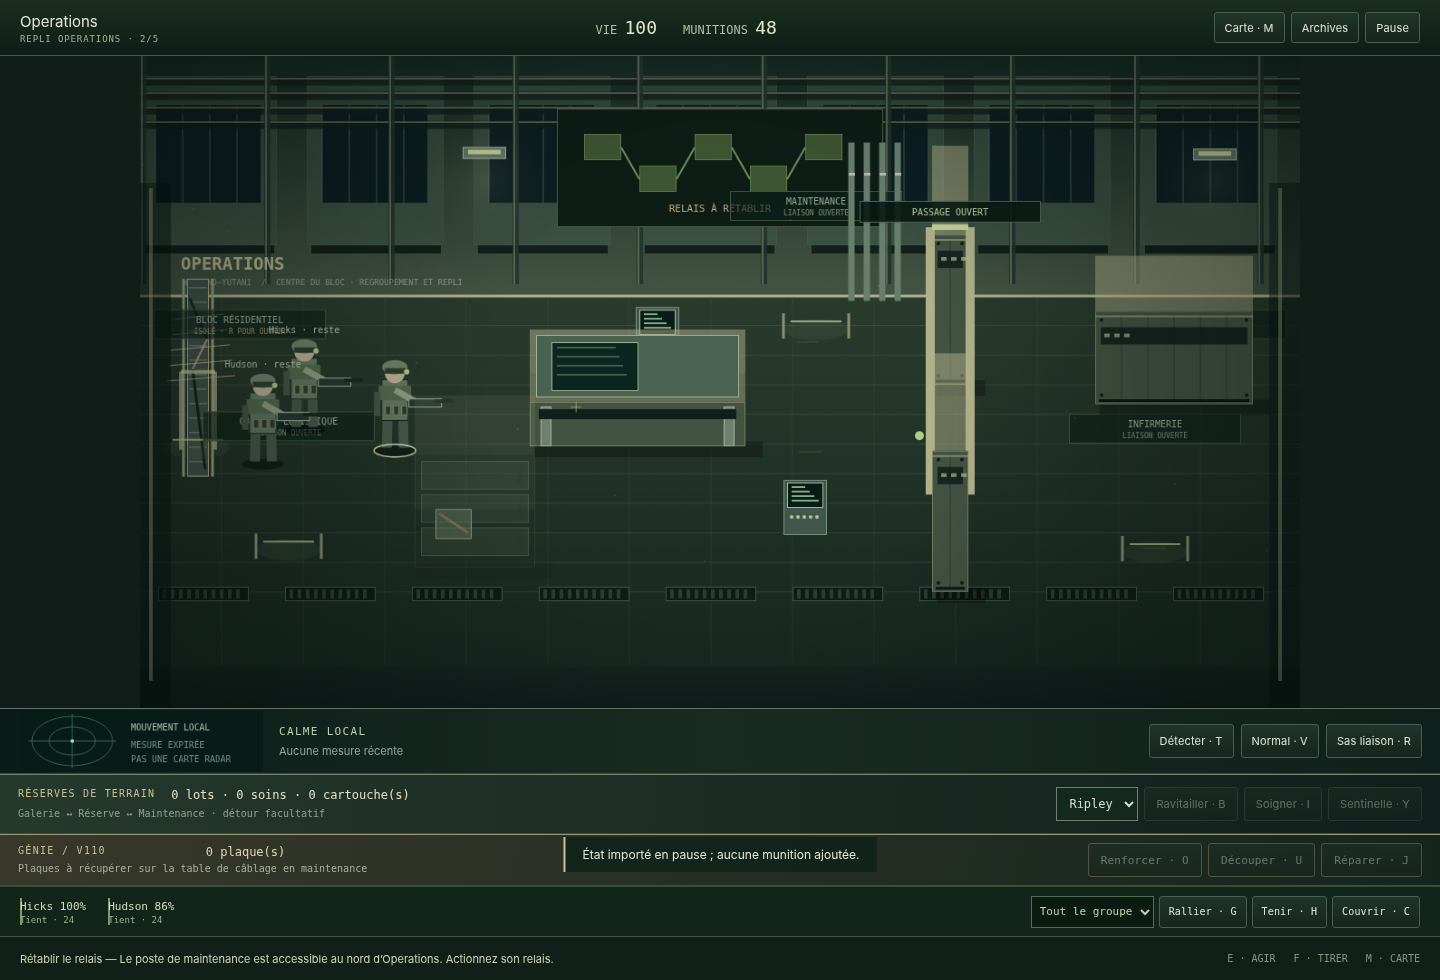 Operations
REPLI OPERATIONS · 2/5
VIE 100 MUNITIONS 48
Carte · M
Archives
Pause
RELAIS À RÉTABLIR
MAINTENANCE
LIAISON OUVERTE
PASSAGE OUVERT
OPERATIONS
CENTRE DU BLOC · REGROUPEMENT ET REPLI
BLOC RÉSIDENTIEL
ISOLÉ · R POUR
Hicks · reste
Hudson · reste
INFIRMERIE
LIAISON OUVERTE
MOUVEMENT LOCAL
MESURE EXPIRÉE
PAS UNE CARTE RADAR
CALME LOCAL
Aucune mesure récente
Détecter · T
Normal · V
Sas liaison · R
RÉSERVES DE TERRAIN 0 lots · 0 soins · 0 cartouche(s)
Galerie ↔ Réserve ↔ Maintenance · détour facultatif
Ripley
Ravitailler · B
Soigner · I
Sentinelle · Y
GÉNIE / V110 0 plaque(s)
Plaques à récupérer sur la table de câblage en maintenance
État importé en pause ; aucune munition ajoutée.
Renforcer · O
Découper · U
Réparer · J
Hicks 100%
Tient · 24
Hudson 86%
Tient · 24
Tout le groupe
Rallier · G
Tenir · H
Couvrir · C
Rétablir le relais — Le poste de maintenance est accessible au nord d'Operations. Actionnez son relais.
E · AGIR F · TIRER M · CARTE